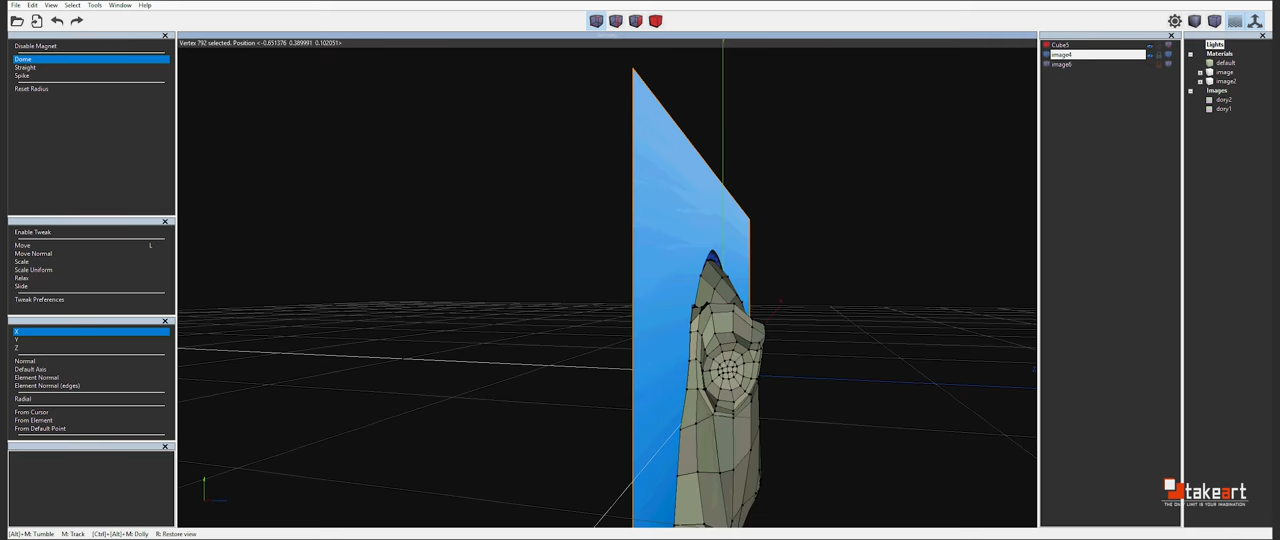 File Edit View Select Tools Window Help
Vertex 792 selected. Position <-0.651376 0.389991 0.102051>
Disable Magnet
Dome
Straight
Spike
Reset Radius
Enable Tweak
Move L
Move Normal
Scale
Scale Uniform
Relax
Slide
Tweak Preferences
X
Y
Z
Normal
Default Axis
Element Normal
Element Normal (edges)
Radial
From Cursor
From Element
From Default Point
Cube5
image4
image6
Lights
Materials
default
image
image2
Images
dory2
dory1
takeart
THE ONLY LIMIT IS YOUR IMAGINATION
[Alt]+M: Tumble M: Track [Ctrl]+[Alt]+M: Dolly R: Restore view